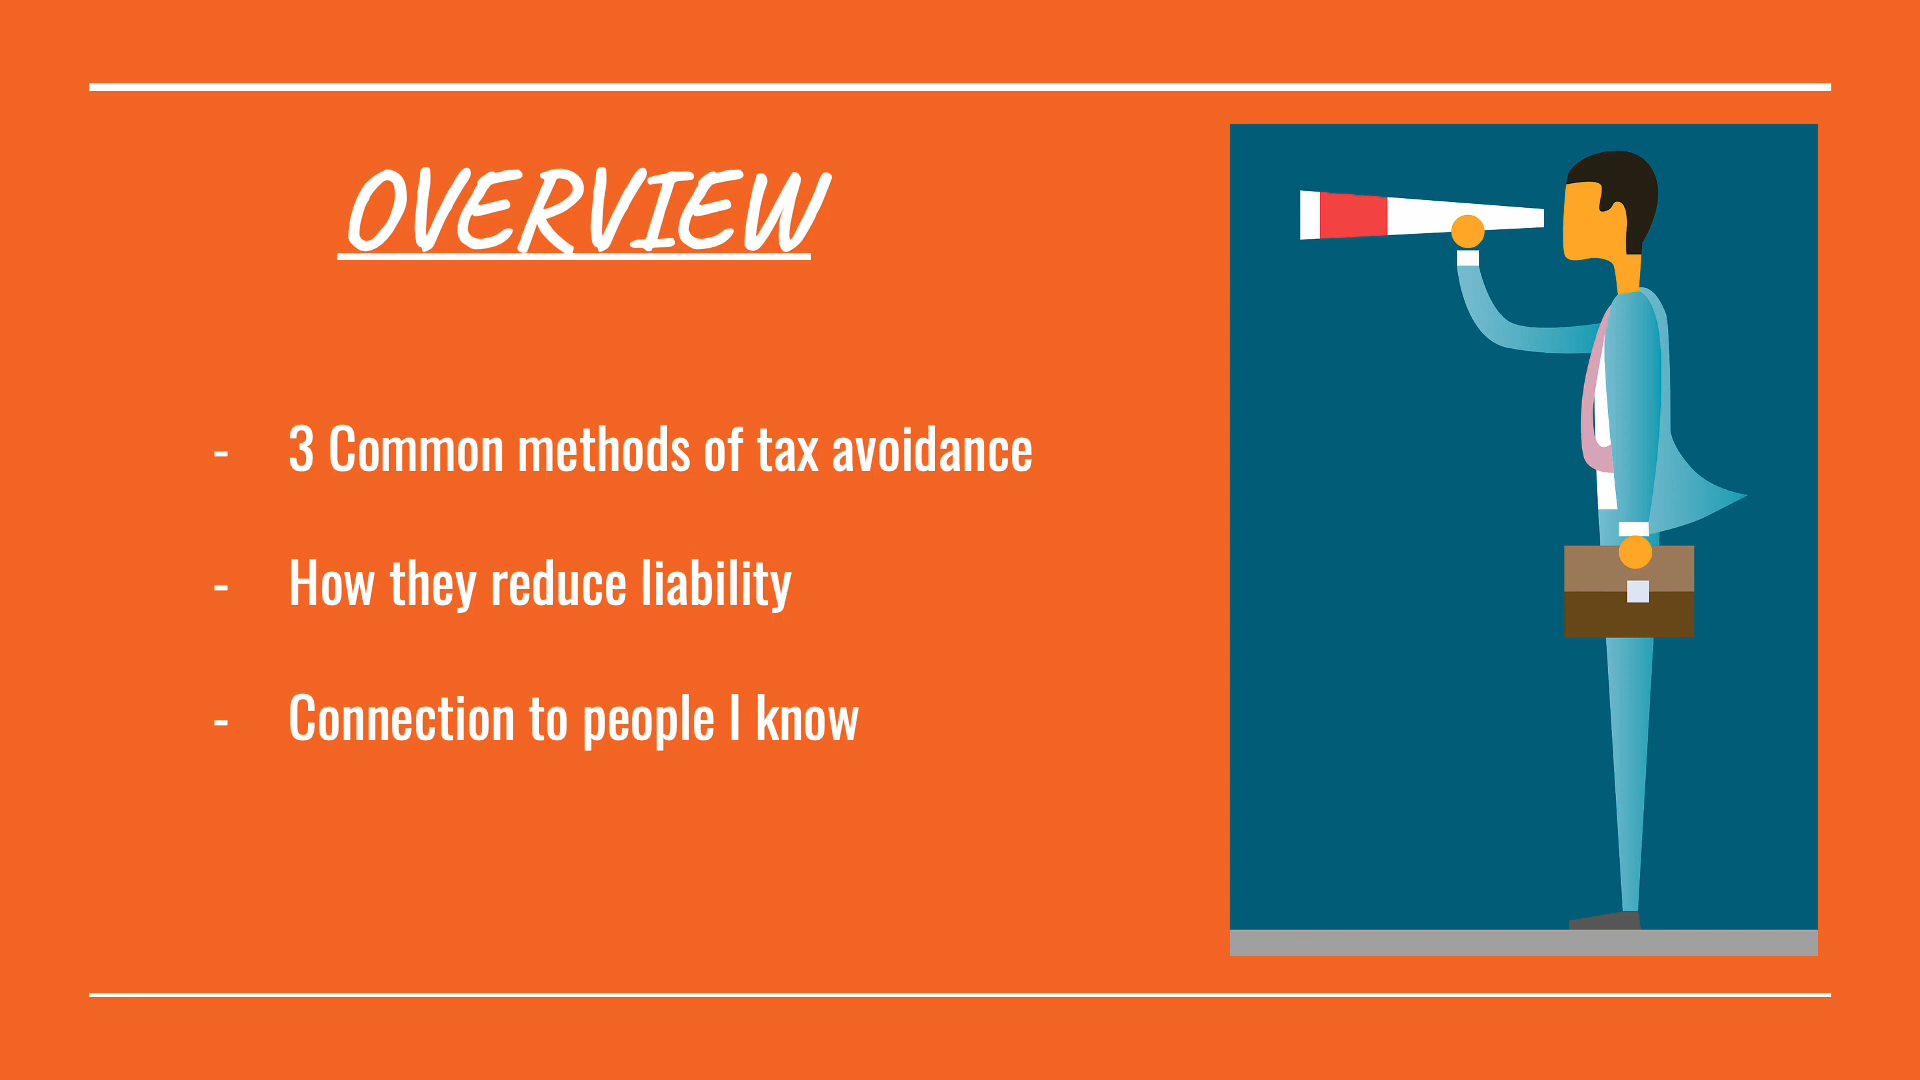 OVERVIEW
- 3 Common methods of tax avoidance
- How they reduce liability
- Connection to people I know